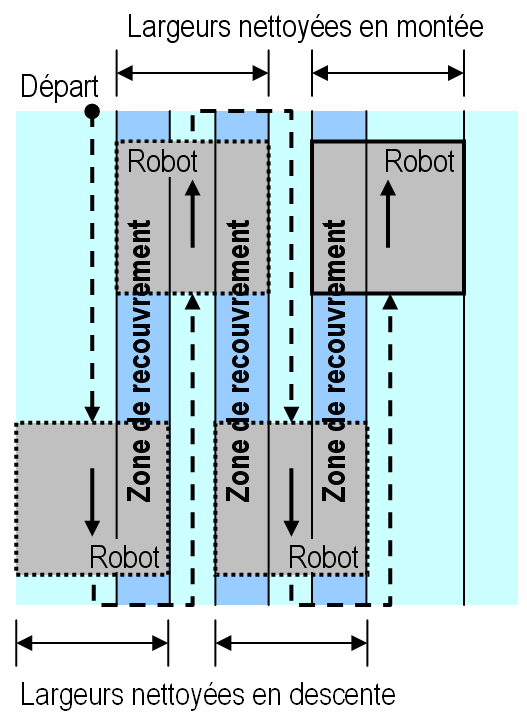 Largeurs nettoyées en montée
Départ
Robot
Robot
Zone de recouvrement
Zone de recouvrement
Zone de recouvrement
Robot
Robot
Largeurs nettoyées en descente